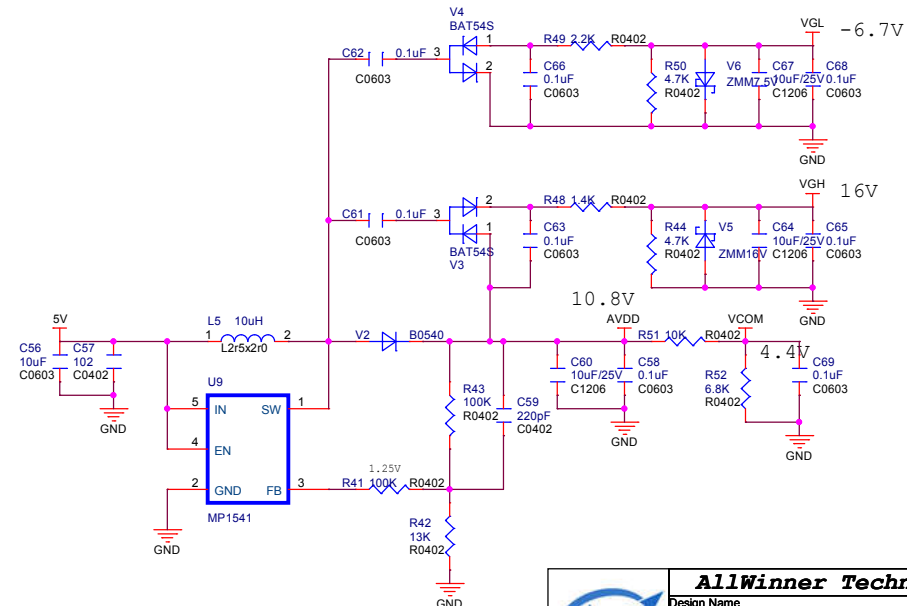 V4
BAT54S
VGL
-6.7V
C62
0.1uF
3
1
2
C0603
R49
2.2K
R0402
C66
0.1uF
C0603
R50
4.7K
R0402
V6
ZMM7.5V
C67
10uF/25V
C1206
C68
0.1uF
C0603
GND
VGH
16V
C61
0.1uF
3
2
1
C0603
BAT54S
V3
R48
1.4K
R0402
C63
0.1uF
C0603
R44
4.7K
R0402
V5
ZMM16V
C64
10uF/25V
C1206
C65
0.1uF
C0603
GND
10.8V
5V
L5
10uH
1
2
L2r5x2r0
V2
B0540
AVDD
R51
10K
R0402
VCOM
4.4V
C56
10uF
C0603
C57
102
C0402
GND
U9
5
IN
SW
1
4
EN
2
GND
FB
3
MP1541
GND
R43
100K
R0402
C59
220pF
C0402
C60
10uF/25V
C1206
C58
0.1uF
C0603
GND
R52
6.8K
R0402
C69
0.1uF
C0603
GND
1.25V
R41
100K
R0402
R42
13K
R0402
GND
AllWinner Techn
Design Name